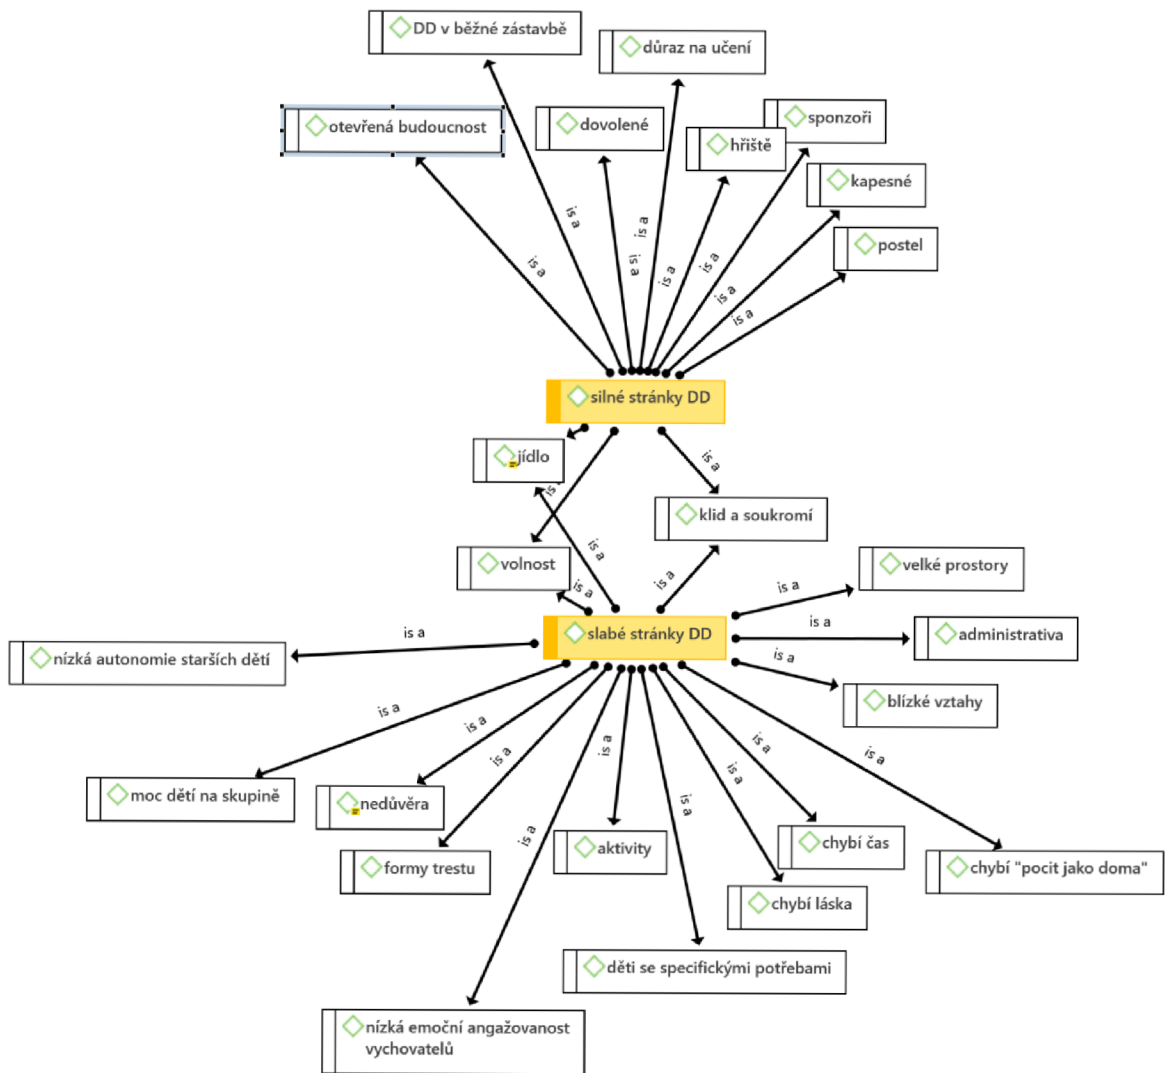 DD v běžné zástavbě
důraz na učení
otevřená budoucnost
dovolené
sponzoři
hřiště
kapesné
postel
is a
is a
is a
is a
is a
is a
is a
is a
silné stránky DD
jídlo
is a
is
klid a soukromí
is a
volnost
is a
is a
is a
velké prostory
slabé stránky DD
is a
administrativa
is a
nízká autonomie starších dětí
is a
blízké vztahy
is a
is a
is a
is a
is a
is a
is a
is a
is a
moc dětí na skupině
nedůvěra
aktivity
chybí čas
formy trestu
chybí "pocit jako doma"
chybí láska
děti se specifickými potřebami
nízká emoční angažovanost
vychovatelů